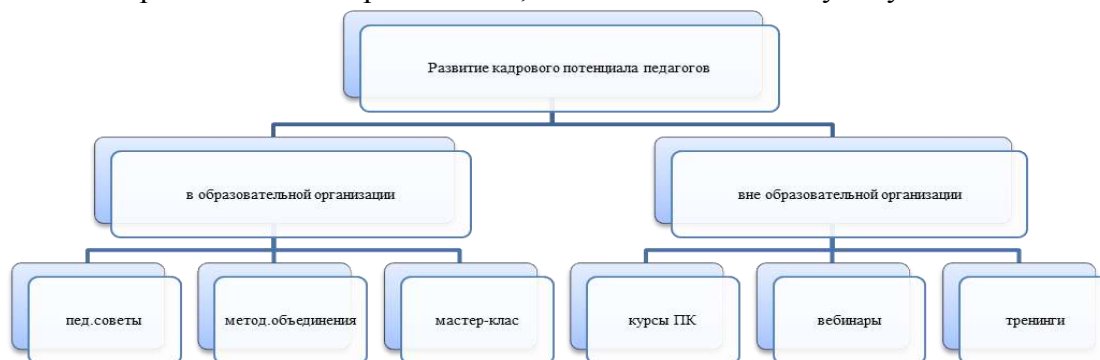 Развитие кадрового потенциала педагогов
в образовательной организации
вне образовательной организации
пед.советы
метод.объединения
мастер-клас
курсы ПК
вебинары
тренинги